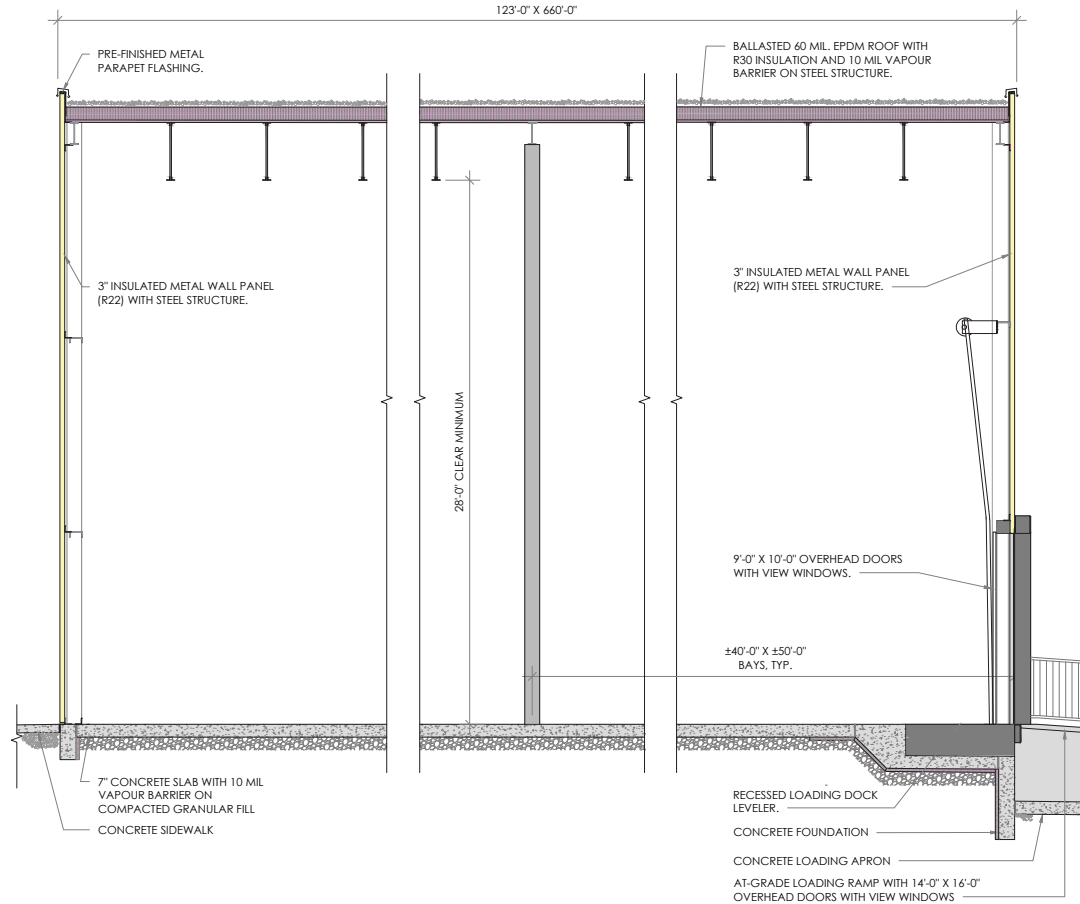 123'-0" X 660'-0"
PRE-FINISHED METAL
PARAPET FLASHING.
BALLASTED 60 MIL. EPDM ROOF WITH
R30 INSULATION AND 10 MIL VAPOUR
BARRIER ON STEEL STRUCTURE.
3" INSULATED METAL WALL PANEL
(R22) WITH STEEL STRUCTURE.
3" INSULATED METAL WALL PANEL
(R22) WITH STEEL STRUCTURE.
28'-0" CLEAR MINIMUM
9'-0" X 10'-0" OVERHEAD DOORS
WITH VIEW WINDOWS.
±40'-0" X ±50'-0"
BAYS, TYP.
7" CONCRETE SLAB WITH 10 MIL
VAPOUR BARRIER ON
COMPACTED GRANULAR FILL
CONCRETE SIDEWALK
RECESSED LOADING DOCK
LEVELER.
CONCRETE FOUNDATION
CONCRETE LOADING APRON
AT-GRADE LOADING RAMP WITH 14'-0" X 16'-0"
OVERHEAD DOORS WITH VIEW WINDOWS